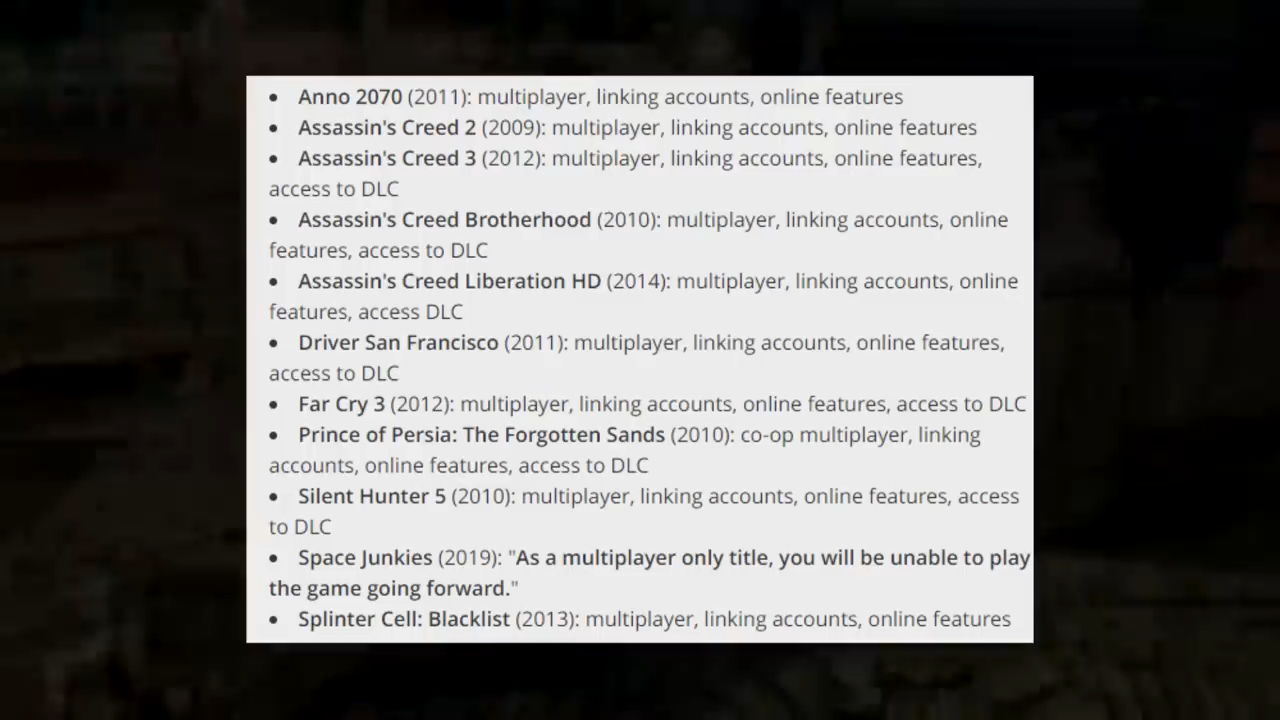 • Anno 2070 (2011): multiplayer, linking accounts, online features
• Assassin's Creed 2 (2009): multiplayer, linking accounts, online features
• Assassin's Creed 3 (2012): multiplayer, linking accounts, online features,
access to DLC
• Assassin's Creed Brotherhood (2010): multiplayer, linking accounts, online
features, access to DLC
• Assassin's Creed Liberation HD (2014): multiplayer, linking accounts, online
features, access DLC
• Driver San Francisco (2011): multiplayer, linking accounts, online features,
access to DLC
• Far Cry 3 (2012): multiplayer, linking accounts, online features, access to DLC
• Prince of Persia: The Forgotten Sands (2010): co-op multiplayer, linking
accounts, online features, access to DLC
• Silent Hunter 5 (2010): multiplayer, linking accounts, online features, access
to DLC
• Space Junkies (2019): "As a multiplayer only title, you will be unable to play
the game going forward."
• Splinter Cell: Blacklist (2013): multiplayer, linking accounts, online features